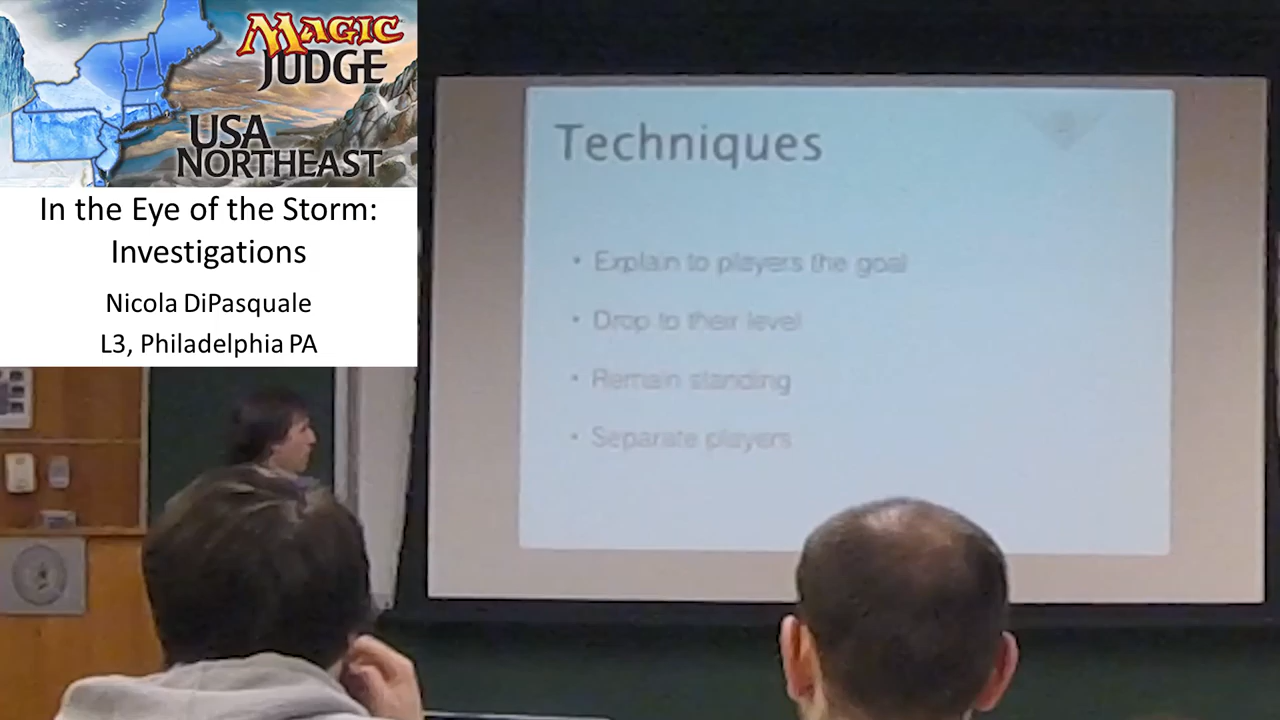 MAGIC
JUDGE
USA
NORTHEAST
In the Eye of the Storm:
Investigations
Nicola DiPasquale
L3, Philadelphia PA
Techniques
• Explain to players the goal
• Drop to their level
• Remain standing
• Separate players